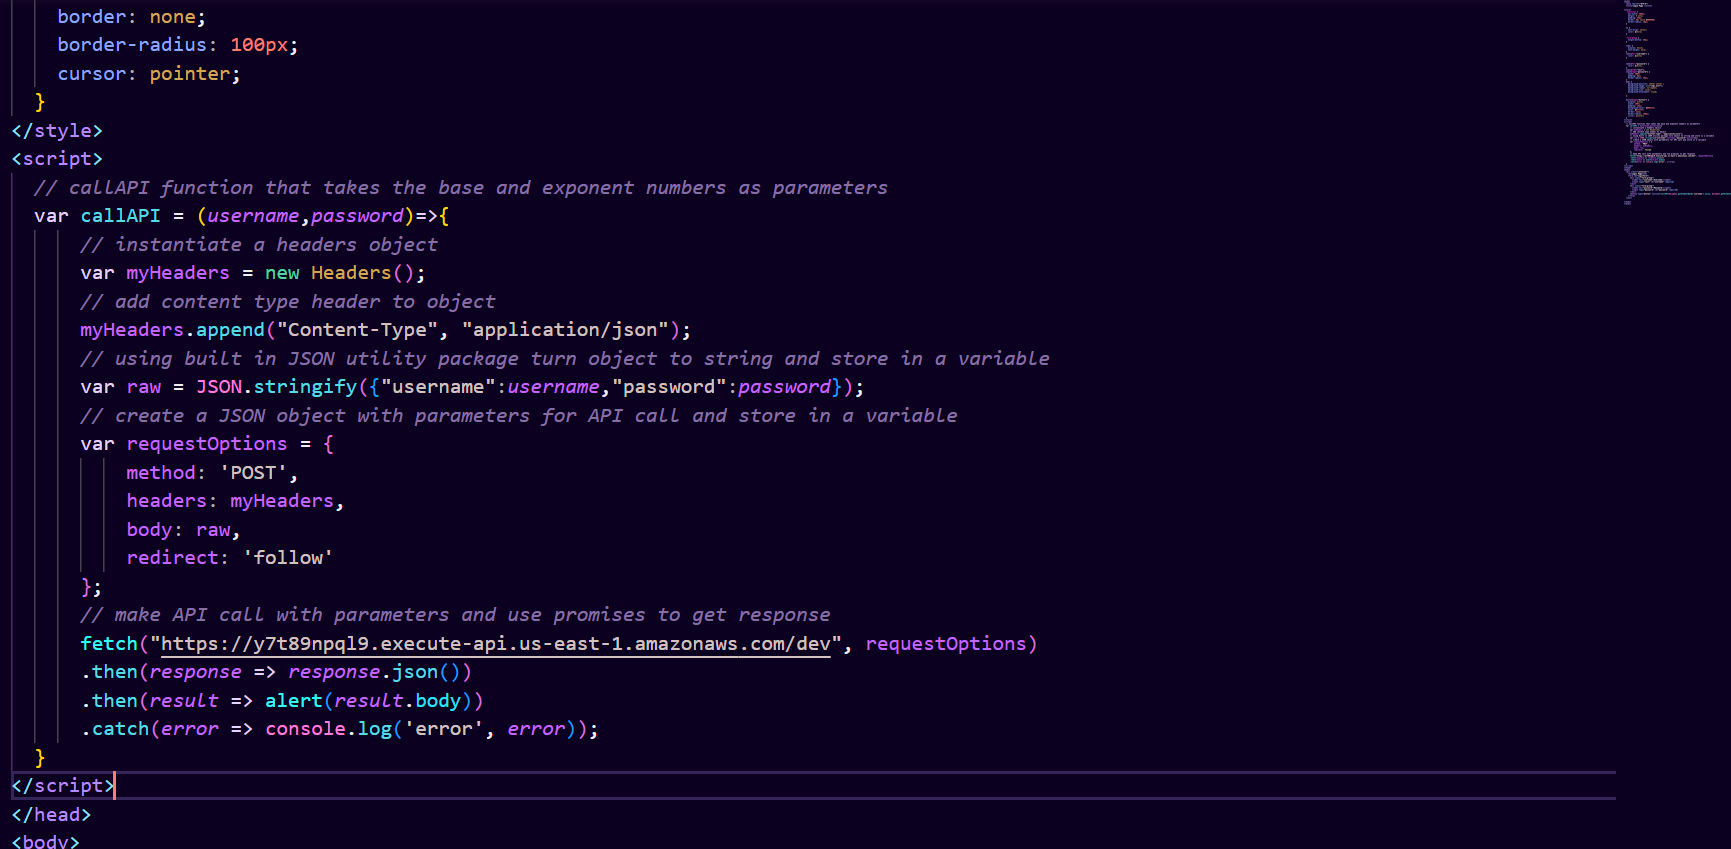 border: none;
border-radius: 100px;
cursor: pointer;
}
</style>
<script>
// callAPI function that takes the base and exponent numbers as parameters
var callAPI = (username,password)=>{
// instantiate a headers object
var myHeaders = new Headers();
// add content type header to object
myHeaders.append("Content-Type", "application/json");
// using built in JSON utility package turn object to string and store in a variable
var raw = JSON.stringify({"username":username,"password":password});
// create a JSON object with parameters for API call and store in a variable
var requestOptions = {
method: 'POST',
headers: myHeaders,
body: raw,
redirect: 'follow'
};
// make API call with parameters and use promises to get response
fetch("https://y7t89npql9.execute-api.us-east-1.amazonaws.com/dev", requestOptions)
.then(response => response.json())
.then(result => alert(result.body))
.catch(error => console.log('error', error));
}
</script>
</head>
<body>